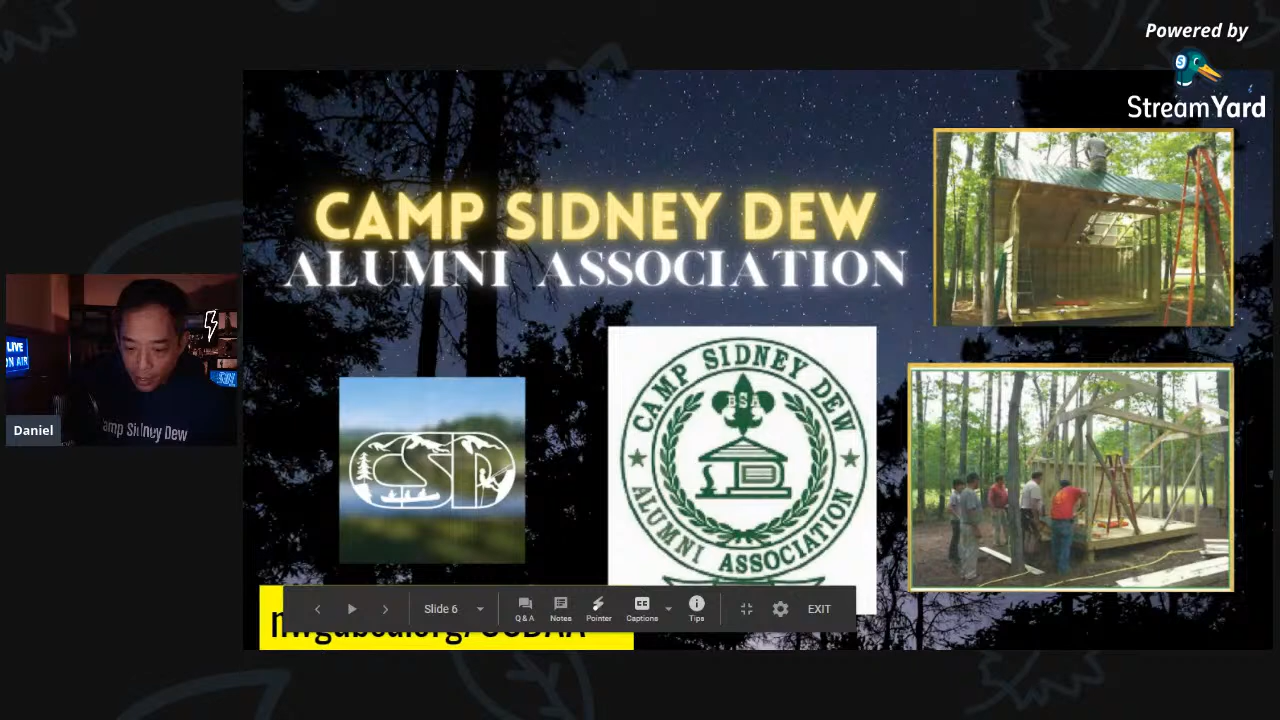 Powered by
StreamYard
CAMP SIDNEY DEW
ALUMNI ASSOCIATION
LIVE
ON AIR
Camp Sidney Dew
Daniel
CSD
CAMP SIDNEY DEW
BSA
ALUMNI ASSOCIATION
Slide 6
Q & A
Notes
Pointer
CC
Captions
Tips
EXIT